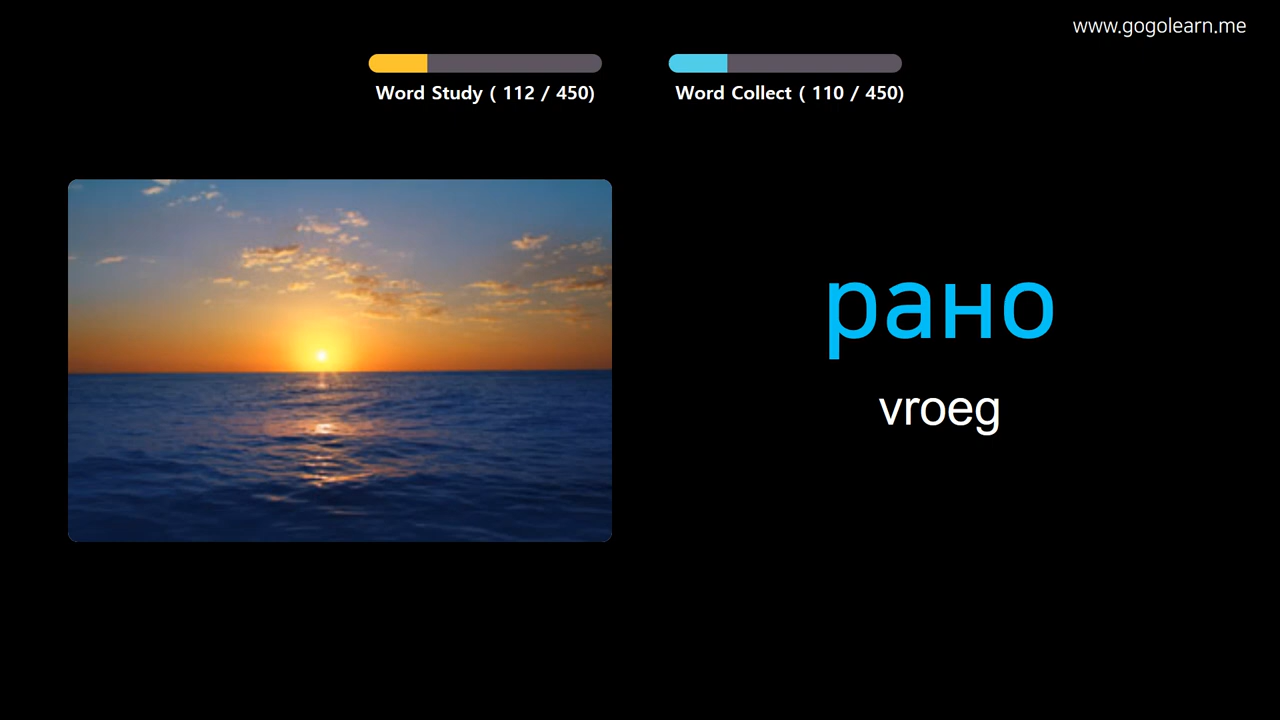 www.gogolearn.me
Word Study ( 112 / 450)
Word Collect ( 110 / 450)
рано
vroeg